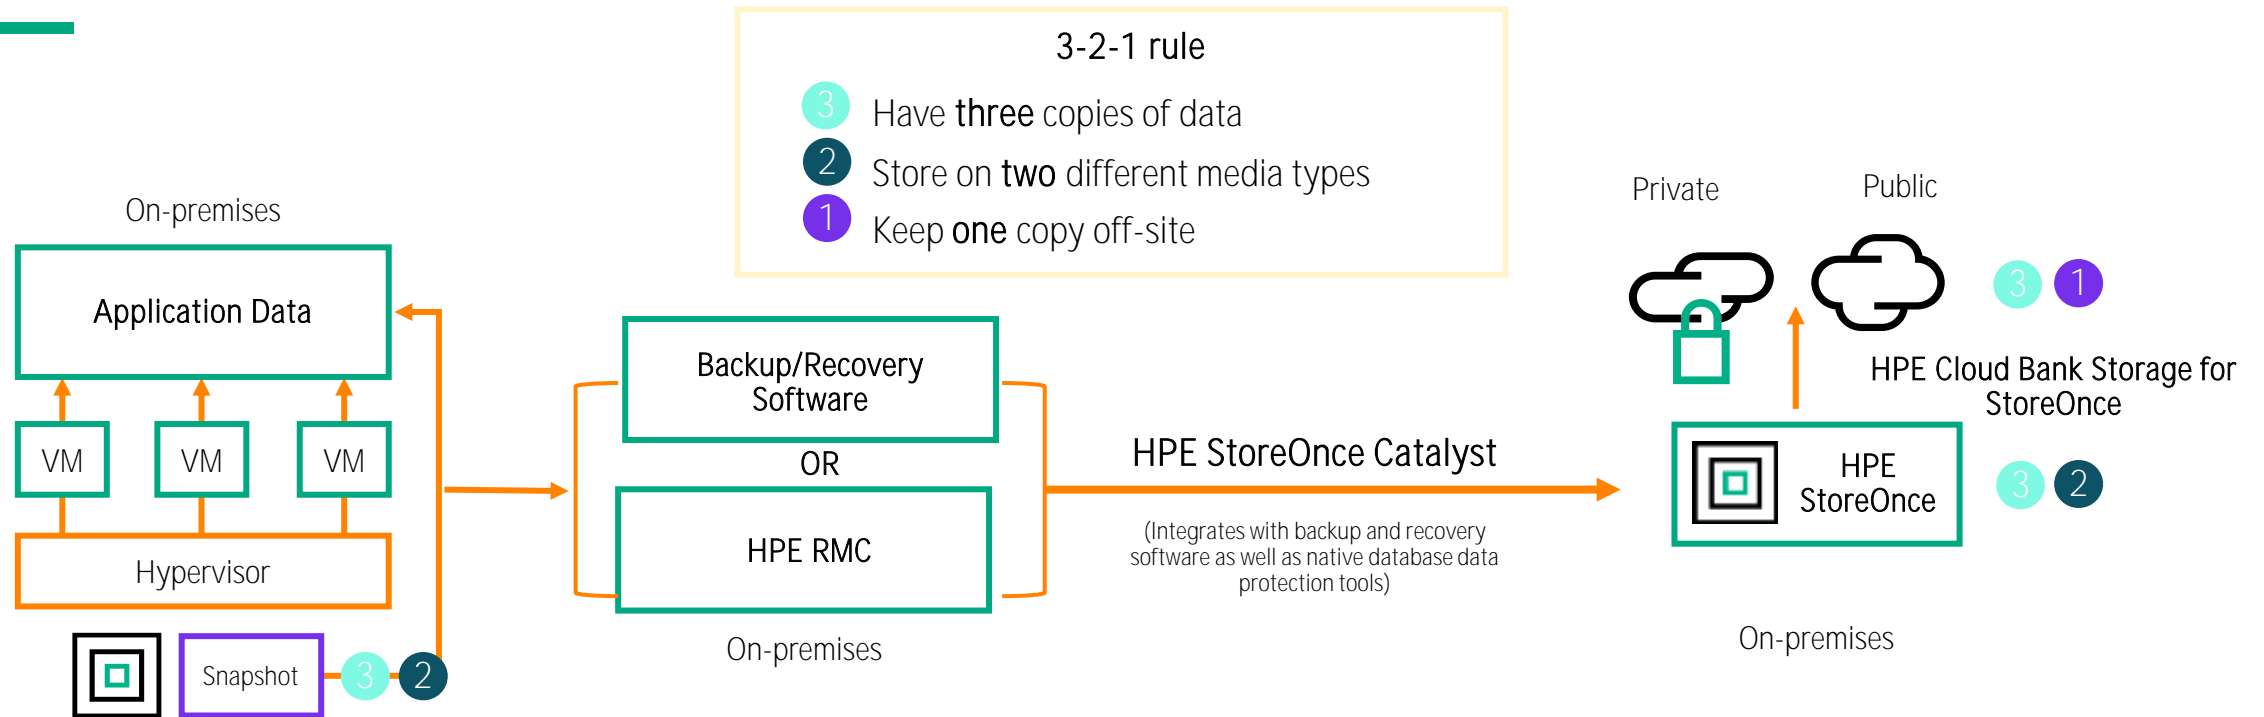 3-2-1 rule
3 Have three copies of data
2 Store on two different media types
1 Keep one copy off-site
On-premises
Application Data
VM VM VM
Hypervisor
Snapshot 3 2
Backup/Recovery
Software
OR
HPE RMC
On-premises
HPE StoreOnce Catalyst
(Integrates with backup and recovery
software as well as native database data
protection tools)
Private Public
3 1
HPE Cloud Bank Storage for
StoreOnce
HPE
StoreOnce
3 2
On-premises